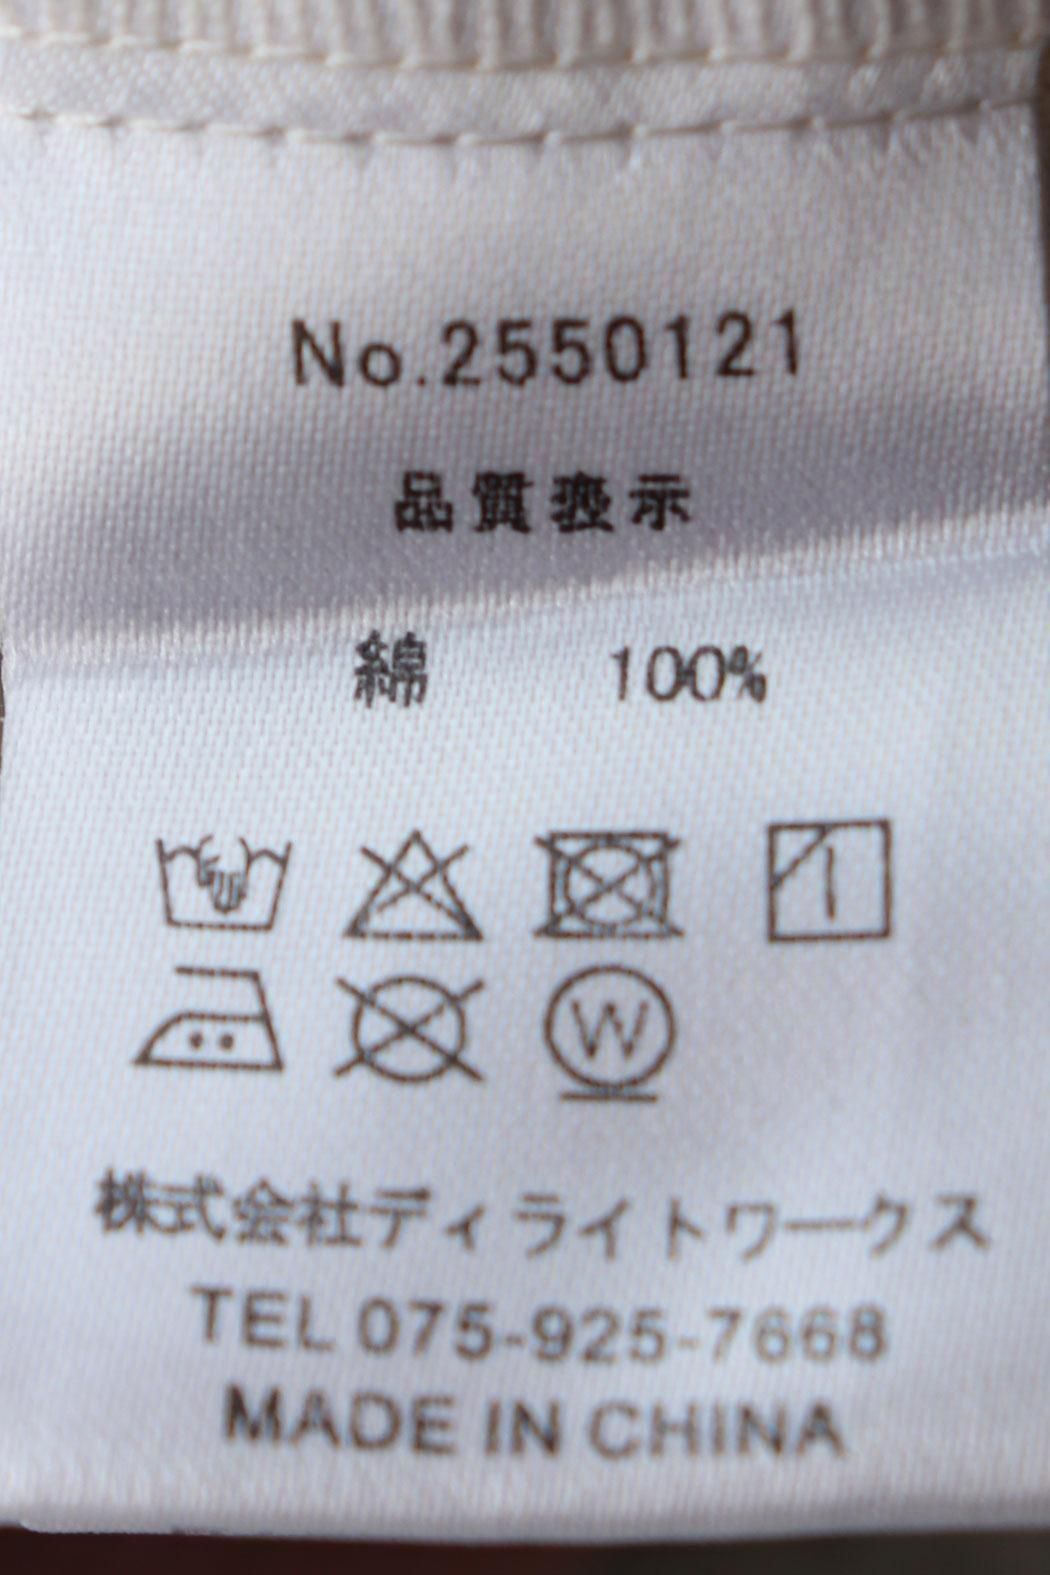 No.2550121
品質表示
綿 100%
W
株式会社ディライトワークス
TEL 075-925-7668
MADE IN CHINA